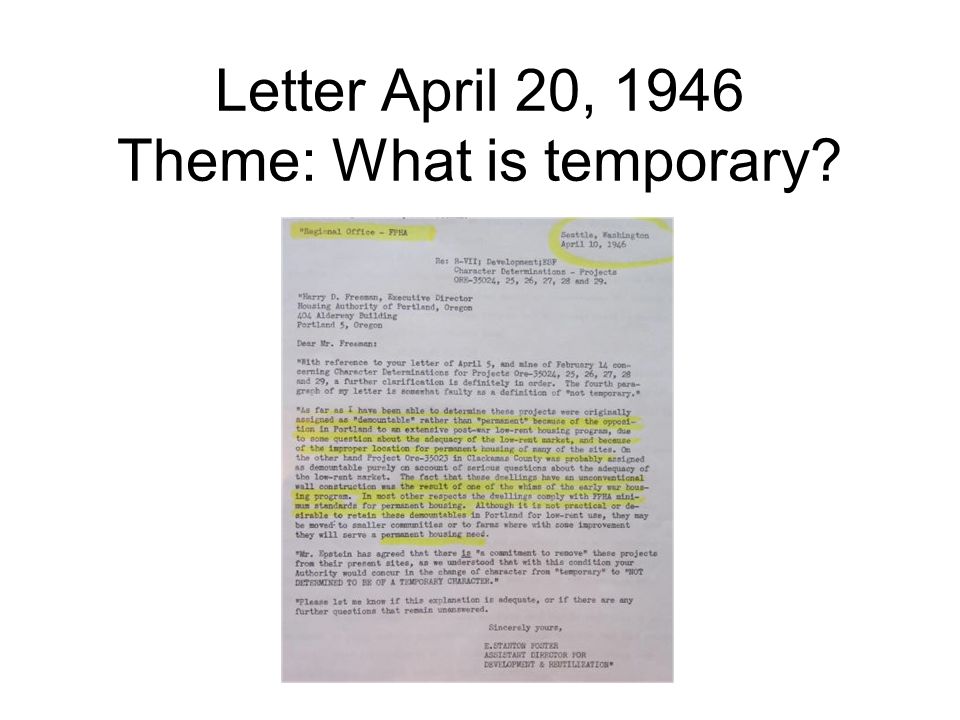 Letter April 20, 1946
Theme: What is temporary?
"Regional Office - FPHA
Seattle, Washington
April 10, 1946
Re: R-VII; Development;ESF
Character Determinations - Projects
ORE-35024, 25, 26, 27, 28 and 29.
"Harry D. Freeman, Executive Director
Housing Authority of Portland, Oregon
404 Alderway Building
Portland 5, Oregon
Dear Mr. Freeman:
"With reference to your letter of April 5, and mine of February 14 con-
cerning Character Determinations for Projects Ore-35024, 25, 26, 27, 28
and 29, a further clarification is definitely in order. The fourth para-
graph of my letter is somewhat faulty as a definition of "not temporary."
"As far as I have been able to determine these projects were originally
assigned as "demountable" rather than "permanent" because of the opposi-
tion in Portland to an extensive post-war low-rent housing program, due
to some question about the adequacy of the low-rent market, and because
of the improper location for permanent housing of many of the sites. On
the other hand Project Ore-35023 in Clackamas County was probably assigned
as demountable purely on account of serious questions about the adequacy of
the low-rent market. The fact that these dwellings have an unconventional
wall construction was the result of one of the whims of the early war hous-
ing program. In most other respects the dwellings comply with FPHA mini-
mum standards for permanent housing. Although it is not practical or de-
sirable to retain these demountables in Portland for low-rent use, they may
be moved to smaller communities or to farms where with some improvement
they will serve a permanent housing need.
"Mr. Epstein has agreed that there is "a commitment to remove" these projects
from their present sites, as we understood that with this condition your
Authority would concur in the change of character from "temporary" to "NOT
DETERMINED TO BE OF A TEMPORARY CHARACTER."
"Please let me know if this explanation is adequate, or if there are any
further questions that remain unanswered.
Sincerely yours,
E.STANTON FOSTER
ASSISTANT DIRECTOR FOR
DEVELOPMENT & REUTILIZATION"